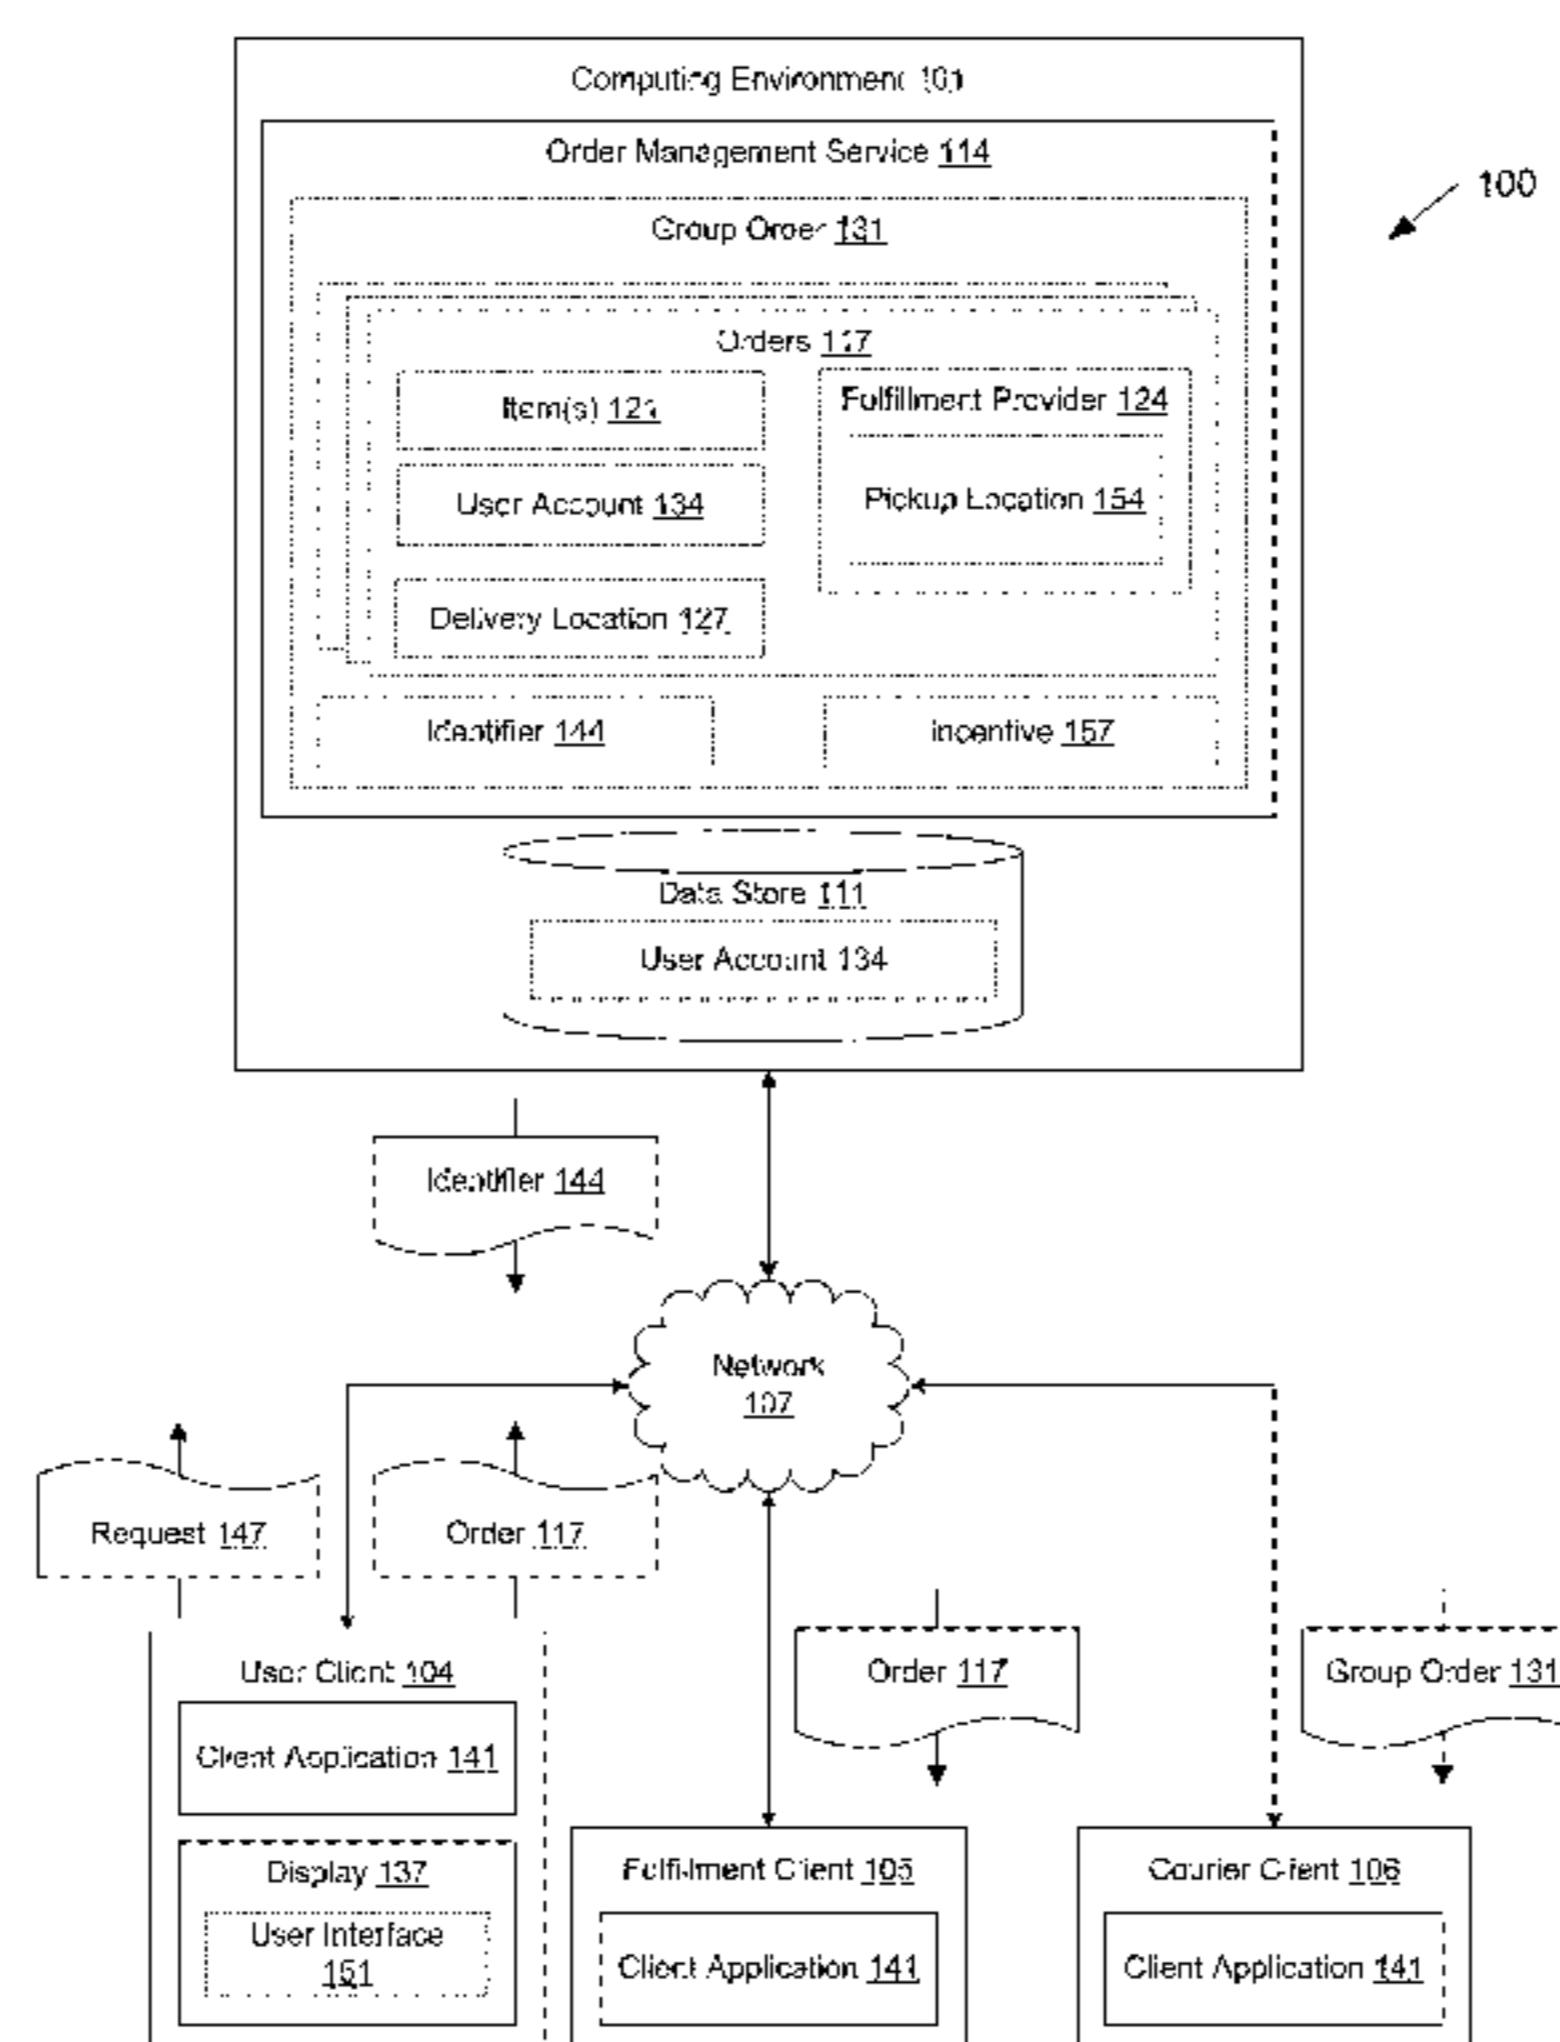 Computing Environment 101
Order Management Service 114
100
Group Order 131
Orders 117
Item(s) 121
Fulfillment Provider 124
User Account 134
Pickup Location 154
Delivery Location 127
Identifier 144
Incentive 157
Data Store 111
User Account 134
Identifier 144
Network
107
Request 147
Order 117
User Client 104
Order 117
Group Order 131
Client Application 141
Display 137
Fulfillment Client 105
Courier Client 106
User Interface
151
Client Application 141
Client Application 141